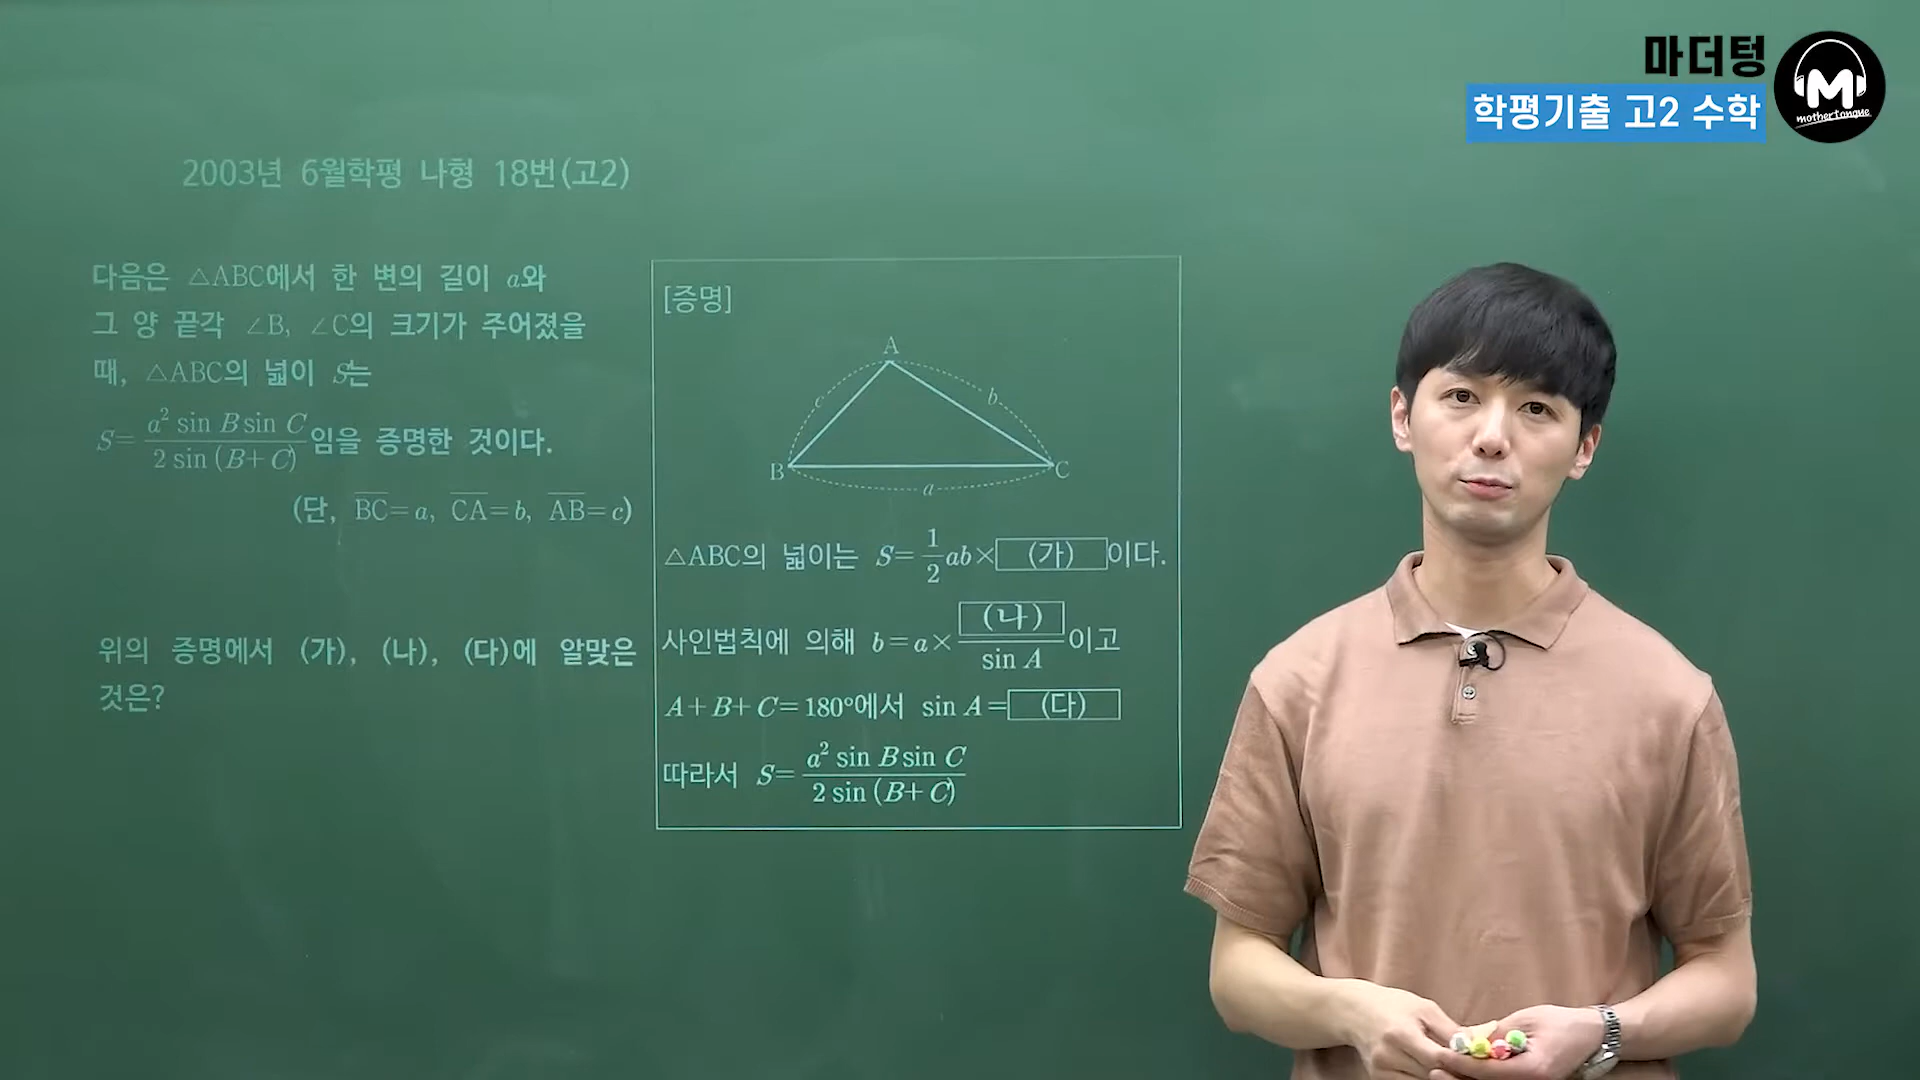 마더텅
학평기출 고2 수학
M
mothertongue
2003년 6월학평 나형 18번(고2)
다음은 △ABC에서 한 변의 길이 a와
그 양 끝각 ∠B, ∠C의 크기가 주어졌을
때, △ABC의 넓이 S는
S= a² sin B sin C / 2 sin (B+C) 임을 증명한 것이다.
(단, B̅C̅=a, C̅A̅=b, A̅B̅=c)
위의 증명에서 (가), (나), (다)에 알맞은
것은?
[증명]
A
c
b
B
C
a
△ABC의 넓이는 S= 1/2 ab× (가) 이다.
사인법칙에 의해 b=a× (나) / sin A 이고
A+B+C=180°에서 sin A= (다)
따라서 S= a² sin B sin C / 2 sin (B+C)